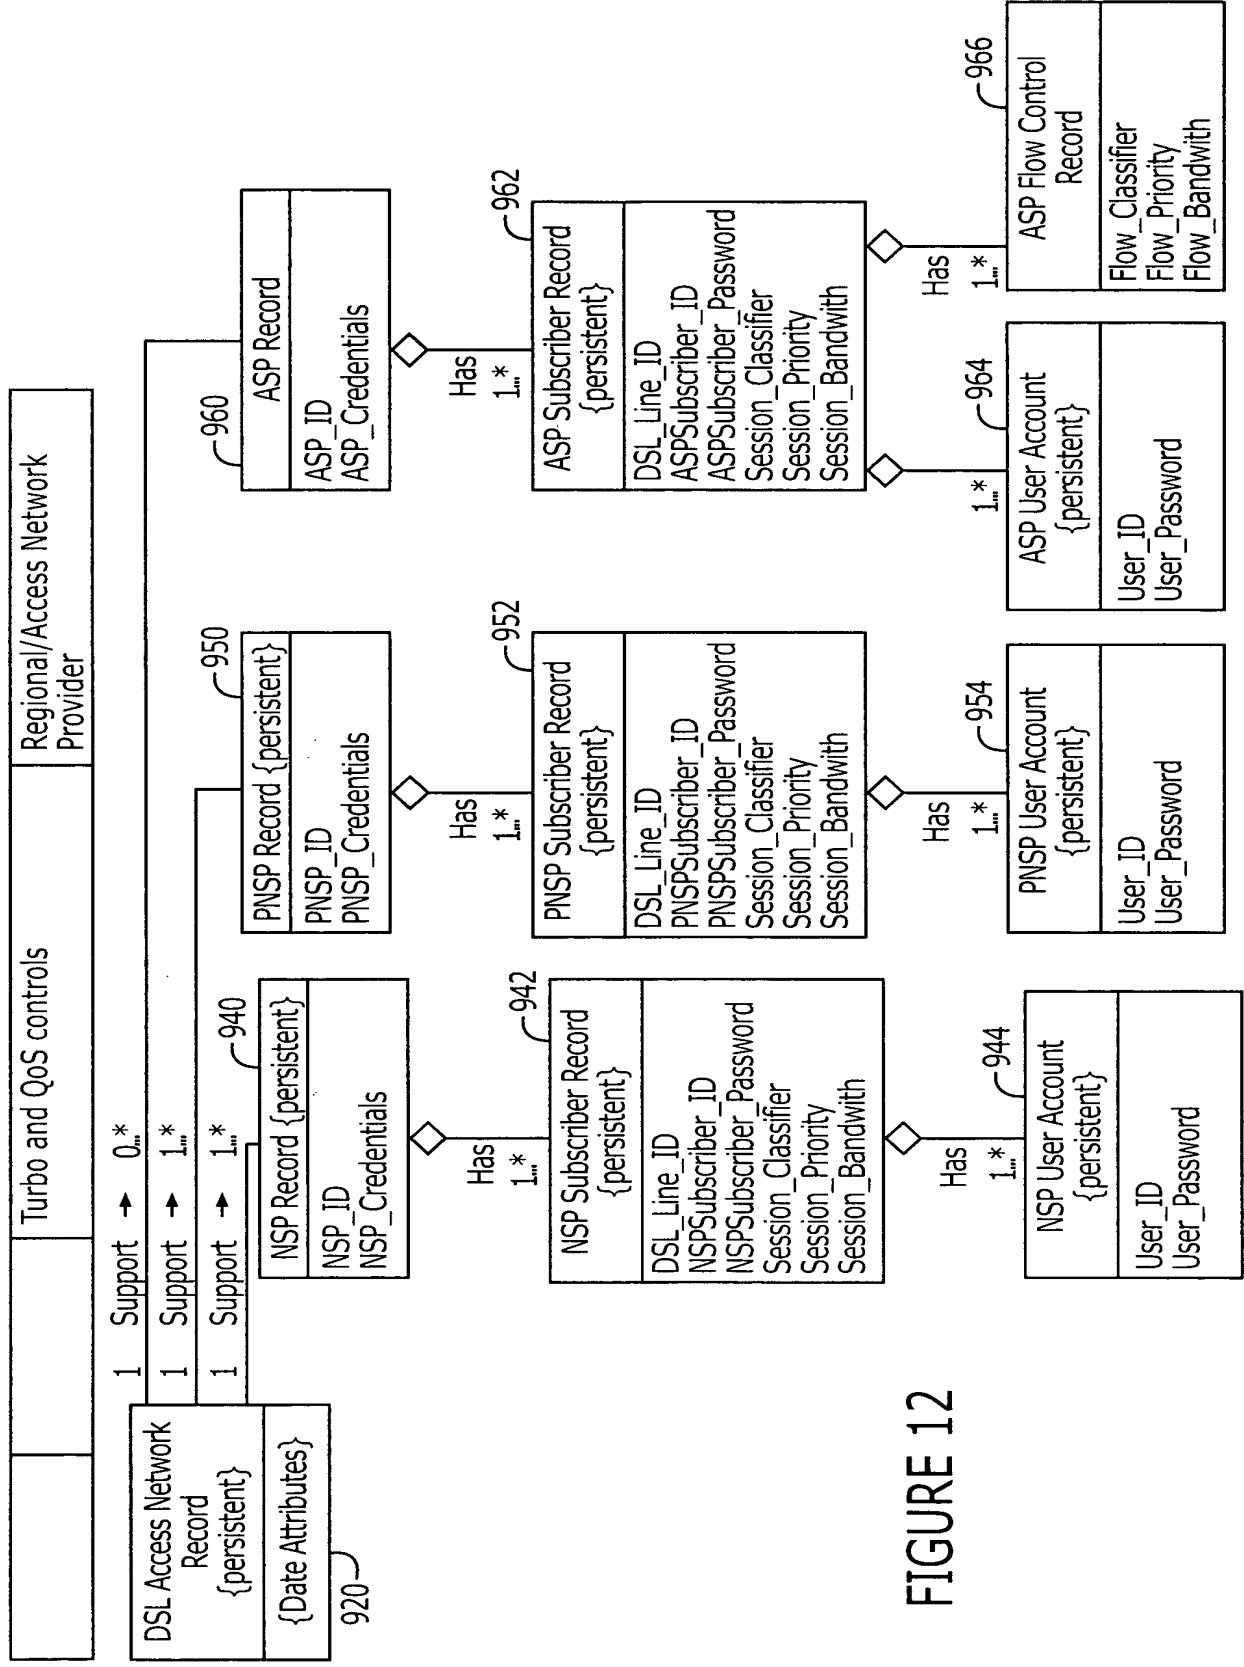 Turbo and QoS controls
Regional/Access Network
Provider
DSL Access Network
Record
{persistent}
{Date Attributes}
920
1 Support → 0...*
1 Support → 1...*
1 Support → 1...*
940
NSP Record {persistent}
NSP_ID
NSP_Credentials
Has
1...*
942
NSP Subscriber Record
{persistent}
DSL_Line_ID
NSPSubscriber_ID
NSPSubscriber_Password
Session_Classifier
Session_Priority
Session_Bandwith
Has
1...*
944
NSP User Account
{persistent}
User_ID
User_Password
950
PNSP Record {persistent}
PNSP_ID
PNSP_Credentials
Has
1...*
952
PNSP Subscriber Record
{persistent}
DSL_Line_ID
PNSPSubscriber_ID
PNSPSubscriber_Password
Session_Classifier
Session_Priority
Session_Bandwith
Has
1...*
954
PNSP User Account
{persistent}
User_ID
User_Password
960
ASP Record
ASP_ID
ASP_Credentials
Has
1...*
962
ASP Subscriber Record
{persistent}
DSL_Line_ID
ASPSubscriber_ID
ASPSubscriber_Password
Session_Classifier
Session_Priority
Session_Bandwith
1...*
964
ASP User Account
{persistent}
User_ID
User_Password
Has
1...*
966
ASP Flow Control
Record
Flow_Classifier
Flow_Priority
Flow_Bandwith
FIGURE 12